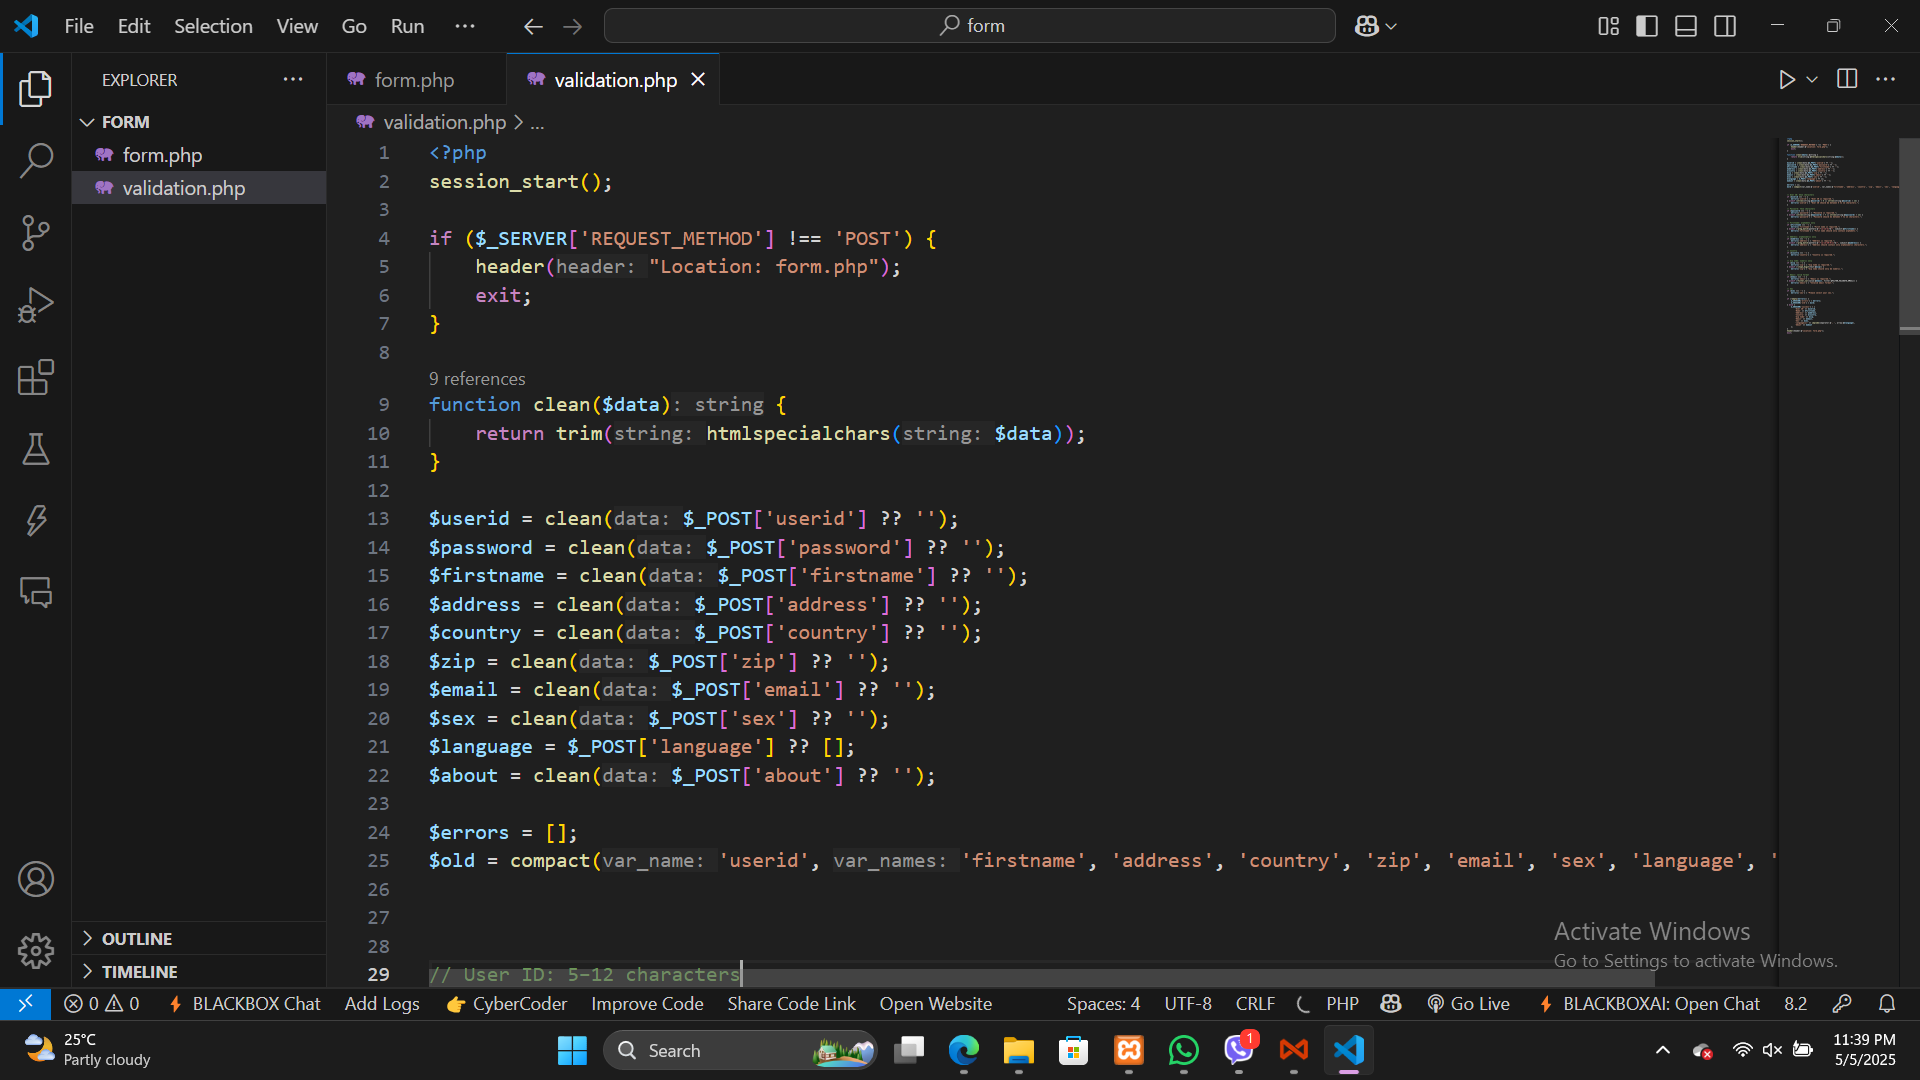 File Edit Selection View Go Run ···
form
EXPLORER ···
FORM
form.php
validation.php
OUTLINE
TIMELINE
form.php validation.php
validation.php > ...
1 <?php
2 session_start();
3
4 if ($_SERVER['REQUEST_METHOD'] !== 'POST') {
5 header(header: "Location: form.php");
6 exit;
7 }
8
9 references
9 function clean($data): string {
10 return trim(string: htmlspecialchars(string: $data));
11 }
12
13 $userid = clean(data: $_POST['userid'] ?? '');
14 $password = clean(data: $_POST['password'] ?? '');
15 $firstname = clean(data: $_POST['firstname'] ?? '');
16 $address = clean(data: $_POST['address'] ?? '');
17 $country = clean(data: $_POST['country'] ?? '');
18 $zip = clean(data: $_POST['zip'] ?? '');
19 $email = clean(data: $_POST['email'] ?? '');
20 $sex = clean(data: $_POST['sex'] ?? '');
21 $language = $_POST['language'] ?? [];
22 $about = clean(data: $_POST['about'] ?? '');
23
24 $errors = [];
25 $old = compact(var_name: 'userid', var_names: 'firstname', 'address', 'country', 'zip', 'email', 'sex', 'language', '
26
27
28
29 // User ID: 5–12 characters
Activate Windows
Go to Settings to activate Windows.
0 0 BLACKBOX Chat Add Logs CyberCoder Improve Code Share Code Link Open Website Spaces: 4 UTF-8 CRLF PHP Go Live BLACKBOXAI: Open Chat 8.2
25°C
Partly cloudy
Search
1
11:39 PM
5/5/2025